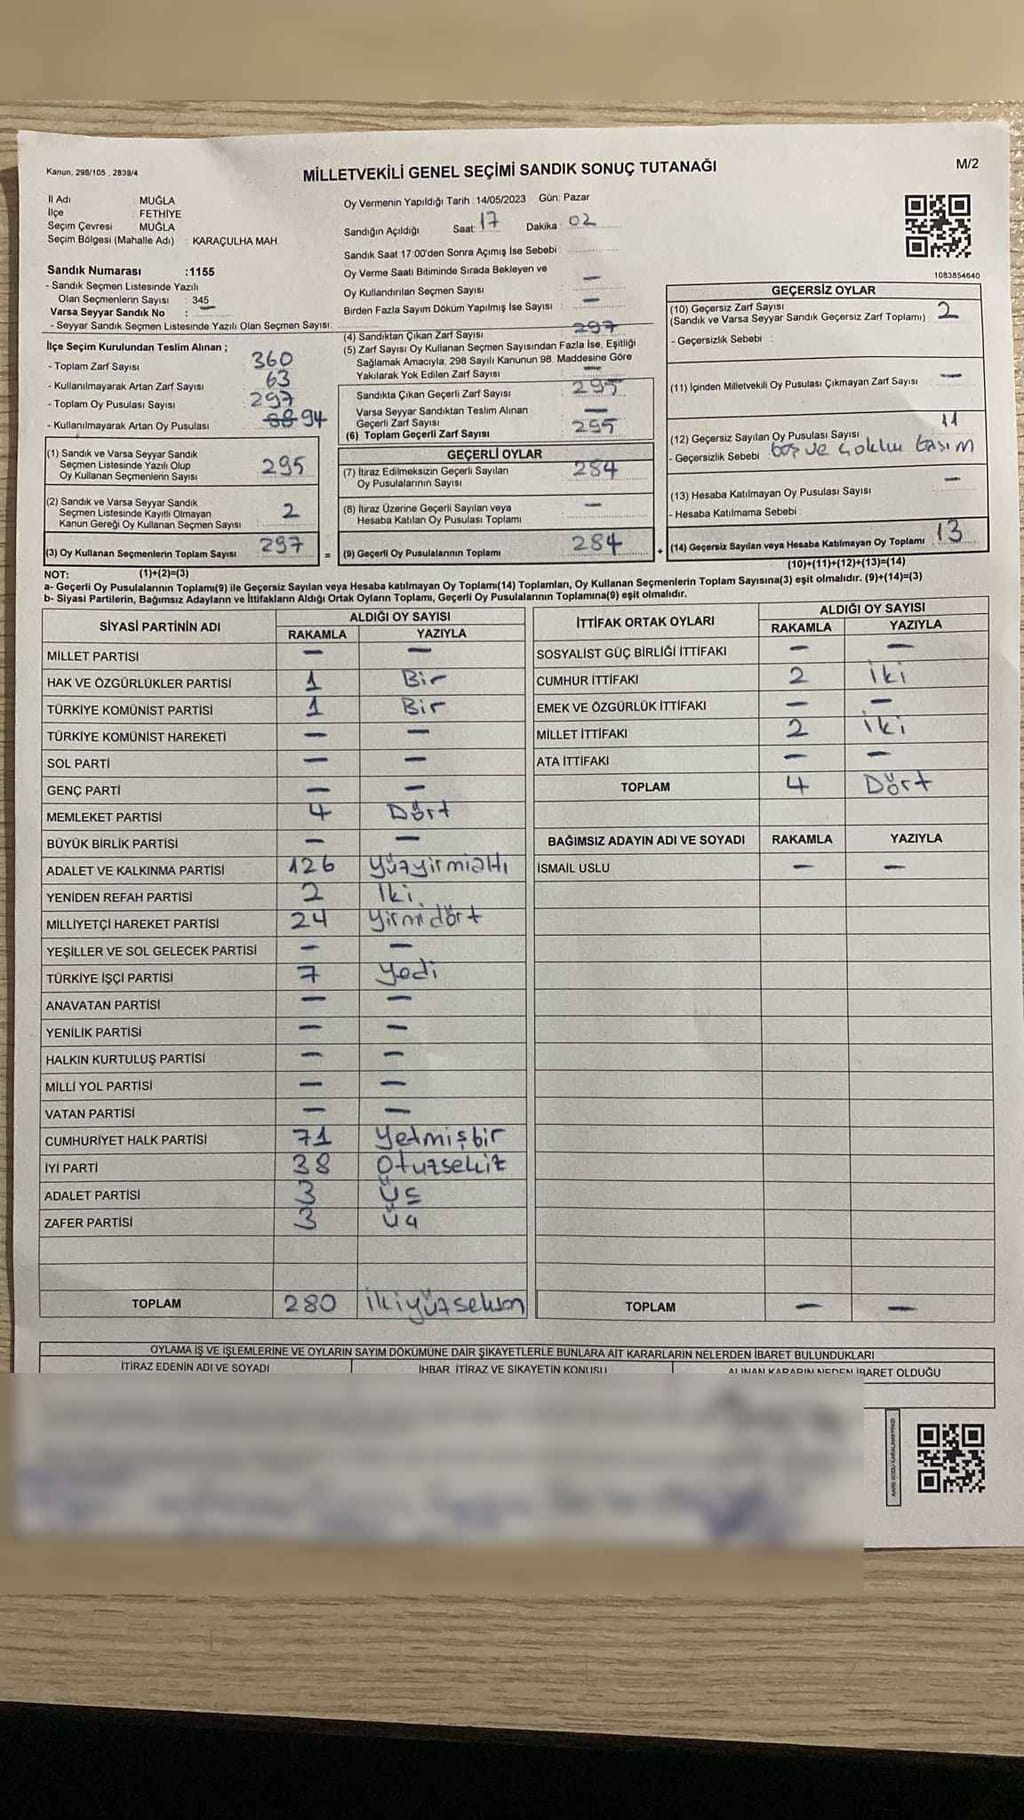 Kanun, 298/105 , 2839/4
MİLLETVEKİLİ GENEL SEÇİMİ SANDIK SONUÇ TUTANAĞI
M/2
İl Adı MUĞLA
İlçe FETHİYE
Seçim Çevresi MUĞLA
Seçim Bölgesi (Mahalle Adı) : KARAÇULHA MAH.
Sandık Numarası :1155
- Sandık Seçmen Listesinde Yazılı
Olan Seçmenlerin Sayısı : 345
Varsa Seyyar Sandık No : —
- Seyyar Sandık Seçmen Listesinde Yazılı Olan Seçmen Sayısı:
İlçe Seçim Kurulundan Teslim Alınan ;
- Toplam Zarf Sayısı 360
- Kullanılmayarak Artan Zarf Sayısı 63
- Toplam Oy Pusulası Sayısı 297
- Kullanılmayarak Artan Oy Pusulası 94
(1) Sandık ve Varsa Seyyar Sandık
Seçmen Listesinde Yazılı Olup
Oy Kullanan Seçmenlerin Sayısı 295
(2) Sandık ve Varsa Seyyar Sandık
Seçmen Listesinde Kayıtlı Olmayan
Kanun Gereği Oy Kullanan Seçmen Sayısı 2
(3) Oy Kullanan Seçmenlerin Toplam Sayısı 297 =
Oy Vermenin Yapıldığı Tarih : 14/05/2023 Gün: Pazar
Sandığın Açıldığı Saat: 17 Dakika : 02
Sandık Saat 17:00'den Sonra Açımış İse Sebebi :
Oy Verme Saati Bitiminde Sırada Bekleyen ve
Oy Kullandırılan Seçmen Sayısı : —
Birden Fazla Sayım Döküm Yapılmış İse Sayısı : —
(4) Sandıktan Çıkan Zarf Sayısı 297
(5) Zarf Sayısı Oy Kullanan Seçmen Sayısından Fazla İse, Eşitliği
Sağlamak Amacıyla, 298 Sayılı Kanunun 98. Maddesine Göre
Yakılarak Yok Edilen Zarf Sayısı —
Sandıkta Çıkan Geçerli Zarf Sayısı 295
Varsa Seyyar Sandıktan Teslim Alınan
Geçerli Zarf Sayısı —
(6) Toplam Geçerli Zarf Sayısı 295
GEÇERLİ OYLAR
(7) İtiraz Edilmeksizin Geçerli Sayılan
Oy Pusulalarının Sayısı 284
(8) İtiraz Üzerine Geçerli Sayılan veya
Hesaba Katılan Oy Pusulası Toplamı —
(9) Geçerli Oy Pusulalarının Toplamı 284 +
1083854640
GEÇERSİZ OYLAR
(10) Geçersiz Zarf Sayısı 2
(Sandık ve Varsa Seyyar Sandık Geçersiz Zarf Toplamı)
- Geçersizlik Sebebi :
(11) İçinden Milletvekili Oy Pusulası Çıkmayan Zarf Sayısı —
(12) Geçersiz Sayılan Oy Pusulası Sayısı 11
- Geçersizlik Sebebi boş ve çoklu basım
(13) Hesaba Katılmayan Oy Pusulası Sayısı —
- Hesaba Katılmama Sebebi :
(14) Geçersiz Sayılan veya Hesaba Katılmayan Oy Toplamı 13
NOT: (1)+(2)=(3) (10)+(11)+(12)+(13)=(14)
a- Geçerli Oy Pusulalarının Toplamı(9) ile Geçersiz Sayılan veya Hesaba katılmayan Oy Toplamı(14) Toplamları, Oy Kullanan Seçmenlerin Toplam Sayısına(3) eşit olmalıdır. (9)+(14)=(3)
b- Siyasi Partilerin, Bağımsız Adayların ve İttifakların Aldığı Ortak Oyların Toplamı, Geçerli Oy Pusulalarının Toplamına(9) eşit olmalıdır.
SİYASİ PARTİNİN ADI ALDIĞI OY SAYISI
RAKAMLA YAZIYLA
MİLLET PARTİSİ — —
HAK VE ÖZGÜRLÜKLER PARTİSİ 1 Bir
TÜRKİYE KOMÜNİST PARTİSİ 1 Bir
TÜRKİYE KOMÜNİST HAREKETİ — —
SOL PARTİ — —
GENÇ PARTİ — —
MEMLEKET PARTİSİ 4 Dört
BÜYÜK BİRLİK PARTİSİ — —
ADALET VE KALKINMA PARTİSİ 126 Yüzyirmialtı
YENİDEN REFAH PARTİSİ 2 İki
MİLLİYETÇİ HAREKET PARTİSİ 24 Yirmidört
YEŞİLLER VE SOL GELECEK PARTİSİ — —
TÜRKİYE İŞÇİ PARTİSİ 7 Yedi
ANAVATAN PARTİSİ — —
YENİLİK PARTİSİ — —
HALKIN KURTULUŞ PARTİSİ — —
MİLLİ YOL PARTİSİ — —
VATAN PARTİSİ — —
CUMHURİYET HALK PARTİSİ 71 Yetmişbir
İYİ PARTİ 38 Otuzsekiz
ADALET PARTİSİ 3 Üç
ZAFER PARTİSİ 3 Üç
TOPLAM 280 İkiyüzseksen
İTTİFAK ORTAK OYLARI ALDIĞI OY SAYISI
RAKAMLA YAZIYLA
SOSYALİST GÜÇ BİRLİĞİ İTTİFAKI — —
CUMHUR İTTİFAKI 2 İki
EMEK VE ÖZGÜRLÜK İTTİFAKI — —
MİLLET İTTİFAKI 2 İki
ATA İTTİFAKI — —
TOPLAM 4 Dört
BAĞIMSIZ ADAYIN ADI VE SOYADI RAKAMLA YAZIYLA
İSMAİL USLU — —
TOPLAM — —
OYLAMA İŞ VE İŞLEMLERİNE VE OYLARIN SAYIM DÖKÜMÜNE DAİR ŞİKAYETLERLE BUNLARA AİT KARARLARIN NELERDEN İBARET BULUNDUKLARI
İTİRAZ EDENİN ADI VE SOYADI İHBAR, İTİRAZ VE ŞİKAYETİN KONUSU ALINAN KARARIN NEDEN İBARET OLDUĞU